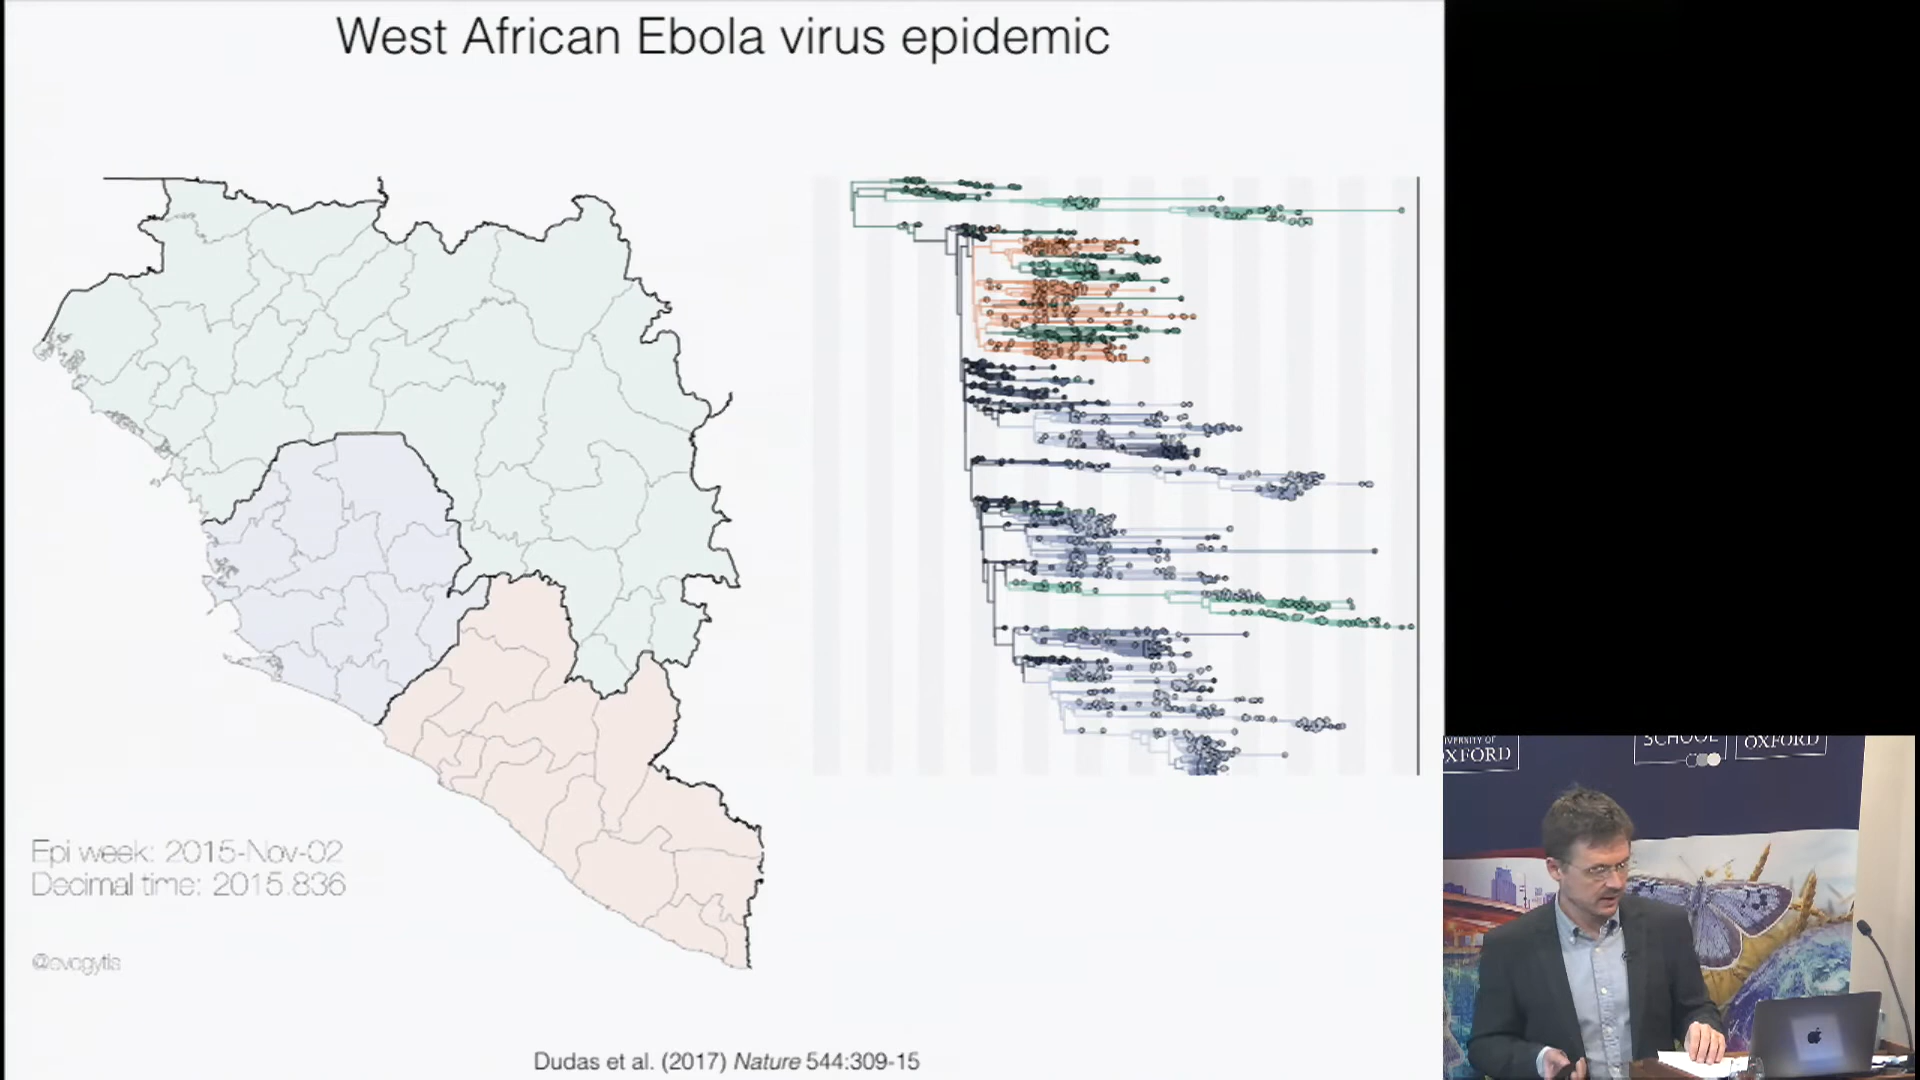 West African Ebola virus epidemic
Epi week: 2015-Nov-02
Decimal time: 2015.836
@evogytis
Dudas et al. (2017) Nature 544:309-15
OXFORD
SCHOOL
OXFORD